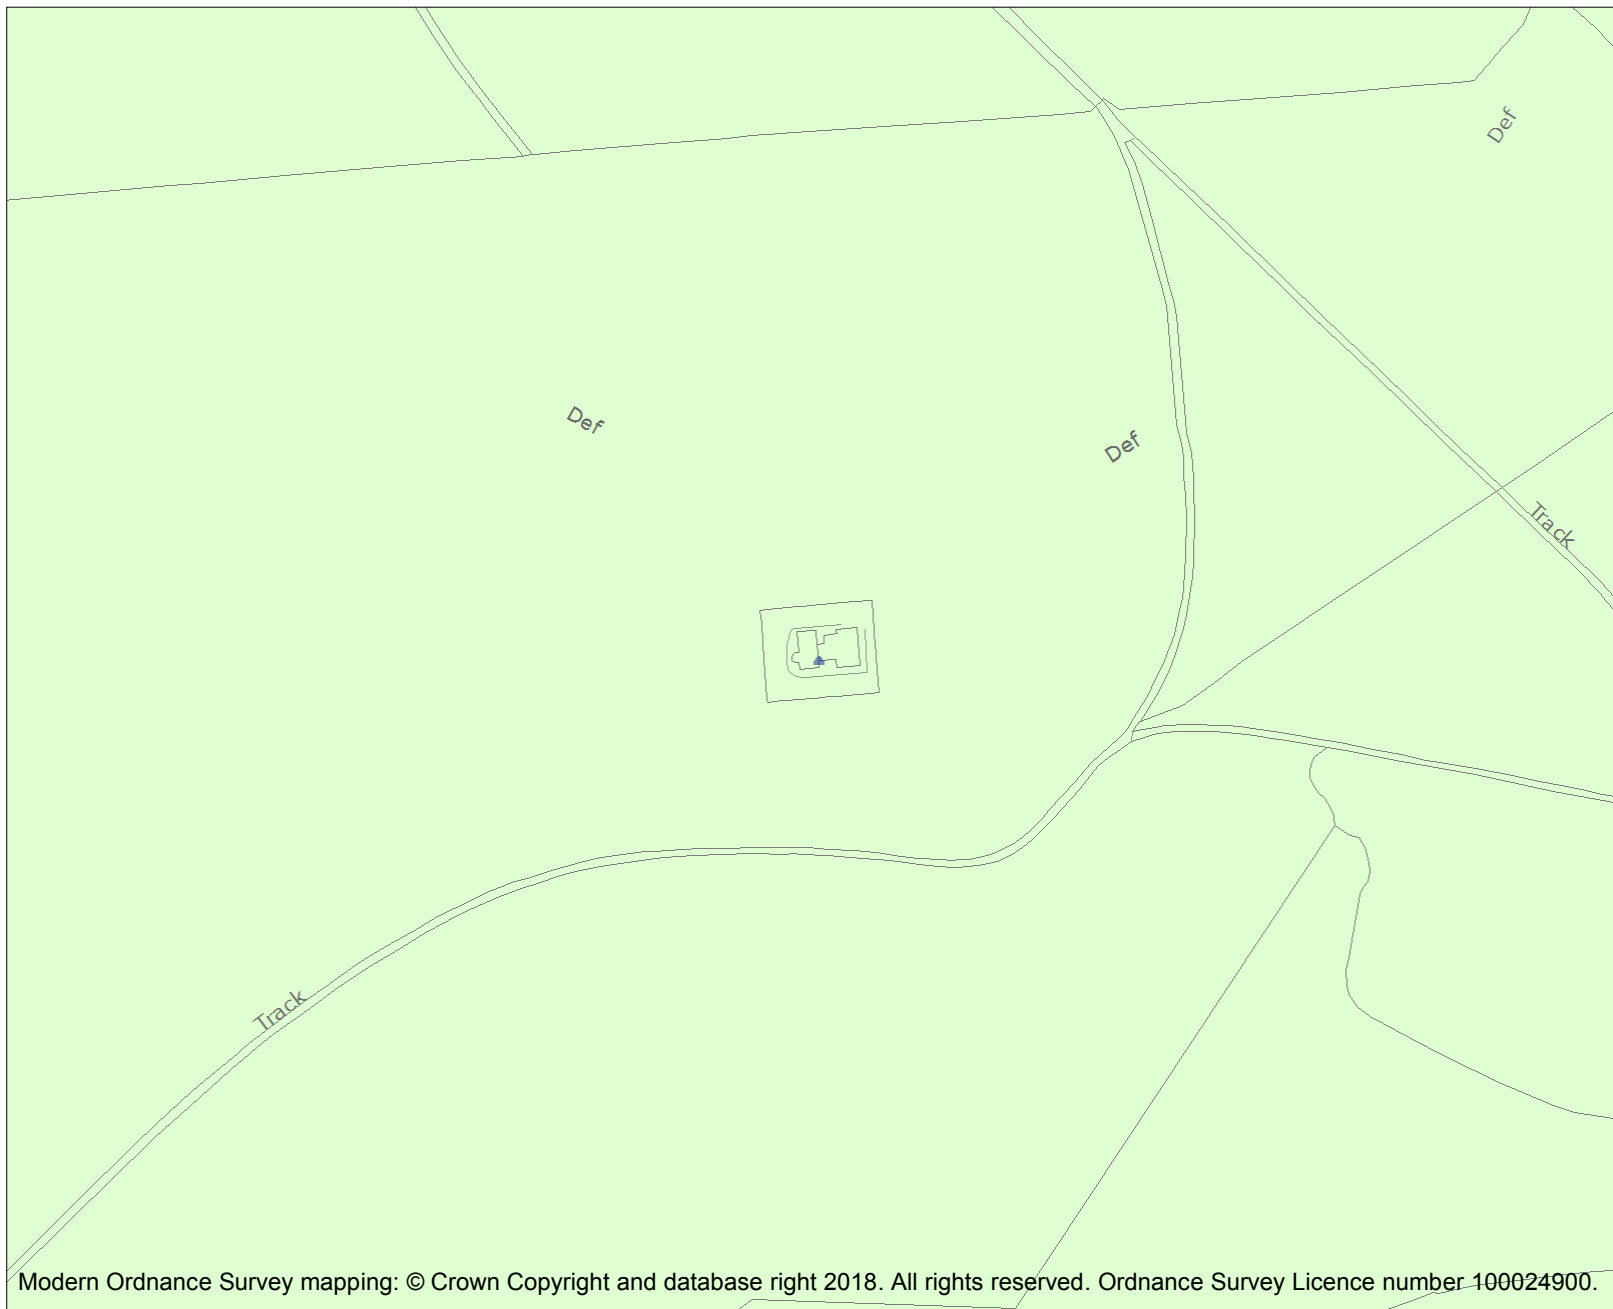 Def
Def
Def
Track
Track
Modern Ordnance Survey mapping: © Crown Copyright and database right 2018. All rights reserved. Ordnance Survey Licence number 100024900.